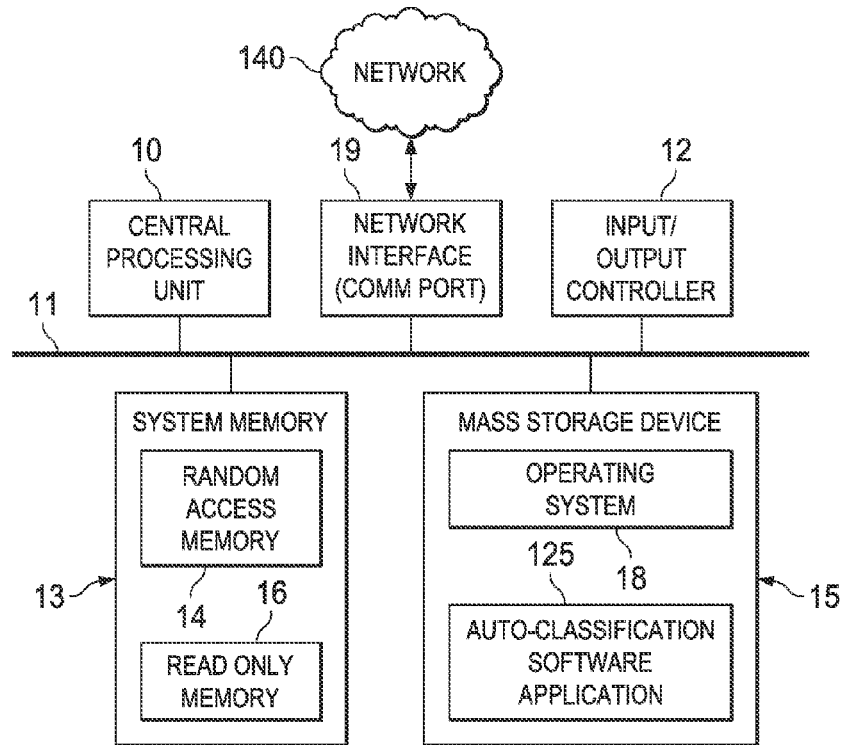 140
NETWORK
10
19
12
CENTRAL
PROCESSING
UNIT
NETWORK
INTERFACE
(COMM PORT)
INPUT/
OUTPUT
CONTROLLER
11
SYSTEM MEMORY
RANDOM
ACCESS
MEMORY
14
16
READ ONLY
MEMORY
13
MASS STORAGE DEVICE
OPERATING
SYSTEM
125
18
AUTO-CLASSIFICATION
SOFTWARE
APPLICATION
15